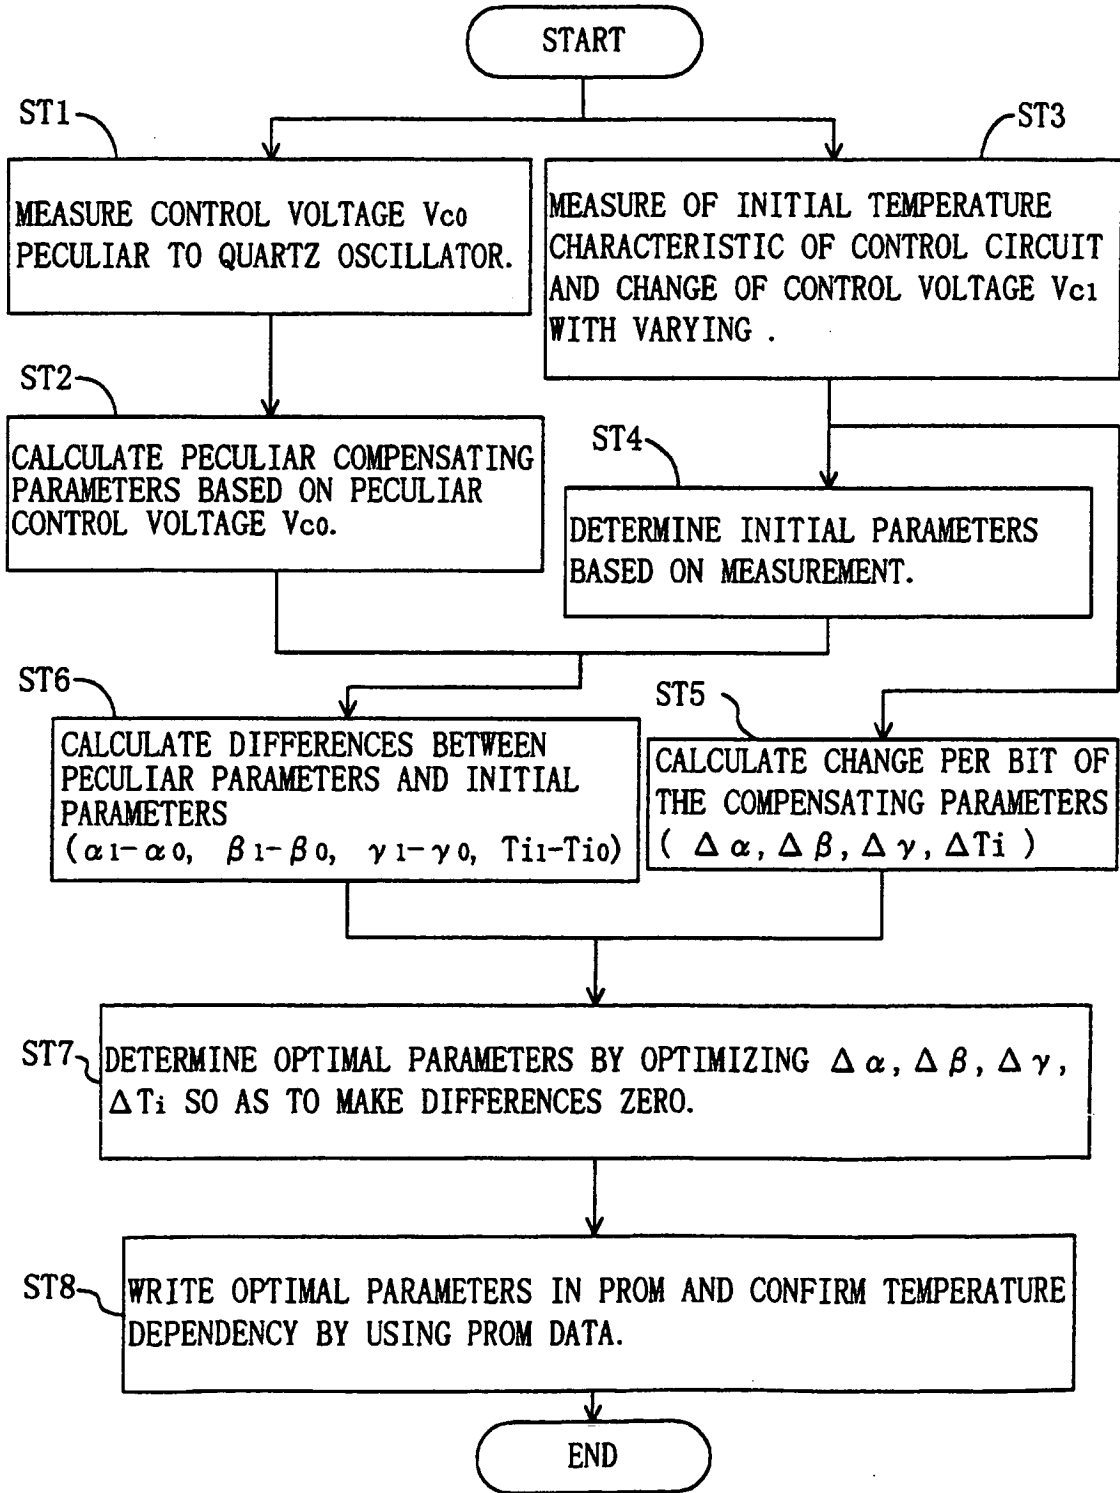 START
ST1
MEASURE CONTROL VOLTAGE Vc0
PECULIAR TO QUARTZ OSCILLATOR.
ST3
MEASURE OF INITIAL TEMPERATURE
CHARACTERISTIC OF CONTROL CIRCUIT
AND CHANGE OF CONTROL VOLTAGE Vc1
WITH VARYING .
ST2
CALCULATE PECULIAR COMPENSATING
PARAMETERS BASED ON PECULIAR
CONTROL VOLTAGE Vc0.
ST4
DETERMINE INITIAL PARAMETERS
BASED ON MEASUREMENT.
ST6
CALCULATE DIFFERENCES BETWEEN
PECULIAR PARAMETERS AND INITIAL
PARAMETERS
(α1-α0, β1-β0, γ1-γ0, Ti1-Ti0)
ST5
CALCULATE CHANGE PER BIT OF
THE COMPENSATING PARAMETERS
( Δα, Δβ, Δγ, ΔTi )
ST7
DETERMINE OPTIMAL PARAMETERS BY OPTIMIZING Δα, Δβ, Δγ,
ΔTi SO AS TO MAKE DIFFERENCES ZERO.
ST8
WRITE OPTIMAL PARAMETERS IN PROM AND CONFIRM TEMPERATURE
DEPENDENCY BY USING PROM DATA.
END